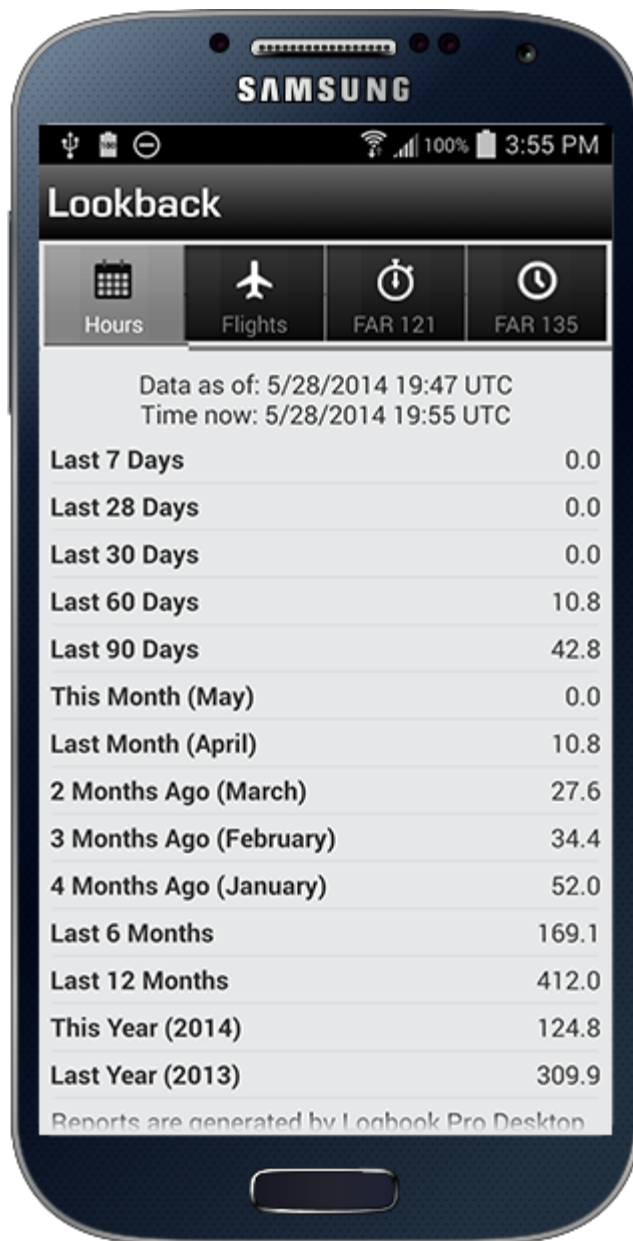 SAMSUNG
100% 3:55 PM
Lookback
Hours Flights FAR 121 FAR 135
Data as of: 5/28/2014 19:47 UTC
Time now: 5/28/2014 19:55 UTC
Last 7 Days 0.0
Last 28 Days 0.0
Last 30 Days 0.0
Last 60 Days 10.8
Last 90 Days 42.8
This Month (May) 0.0
Last Month (April) 10.8
2 Months Ago (March) 27.6
3 Months Ago (February) 34.4
4 Months Ago (January) 52.0
Last 6 Months 169.1
Last 12 Months 412.0
This Year (2014) 124.8
Last Year (2013) 309.9
Reports are generated by Logbook Pro Desktop